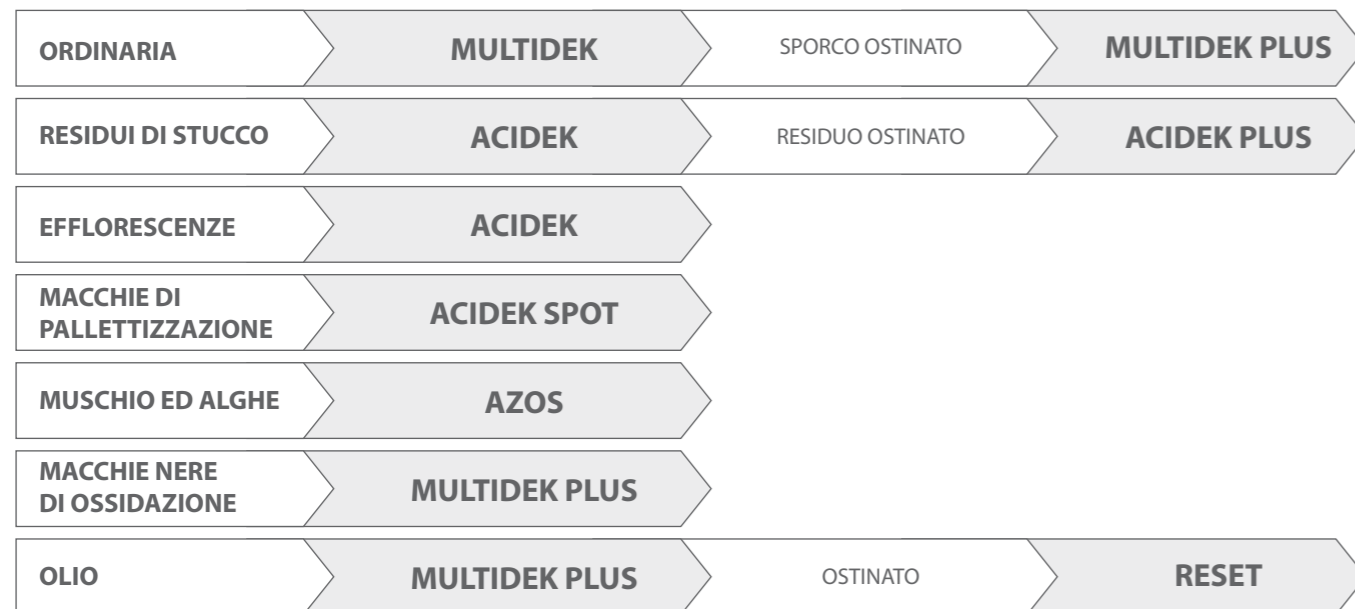 ORDINARIA
MULTIDEK
SPORCO OSTINATO
MULTIDEK PLUS
RESIDUI DI STUCCO
ACIDEK
RESIDUO OSTINATO
ACIDEK PLUS
EFFLORESCENZE
ACIDEK
MACCHIE DI
PALLETTIZZAZIONE
ACIDEK SPOT
MUSCHIO ED ALGHE
AZOS
MACCHIE NERE
DI OSSIDAZIONE
MULTIDEK PLUS
OLIO
MULTIDEK PLUS
OSTINATO
RESET